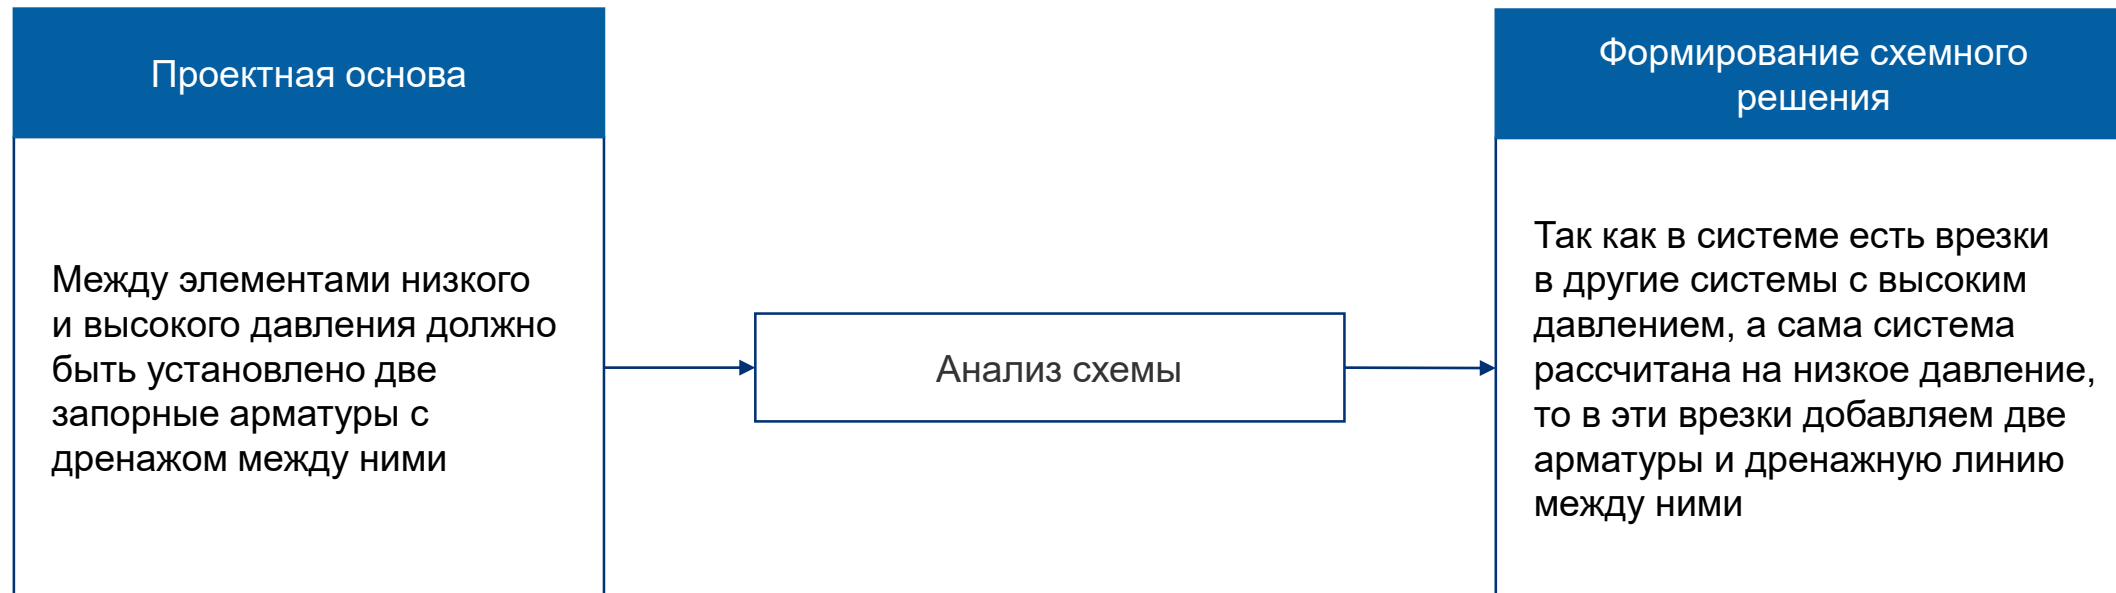 Проектная основа
Между элементами низкого
и высокого давления должно
быть установлено две
запорные арматуры с
дренажом между ними
Анализ схемы
Формирование схемного
решения
Так как в системе есть врезки
в другие системы с высоким
давлением, а сама система
рассчитана на низкое давление,
то в эти врезки добавляем две
арматуры и дренажную линию
между ними